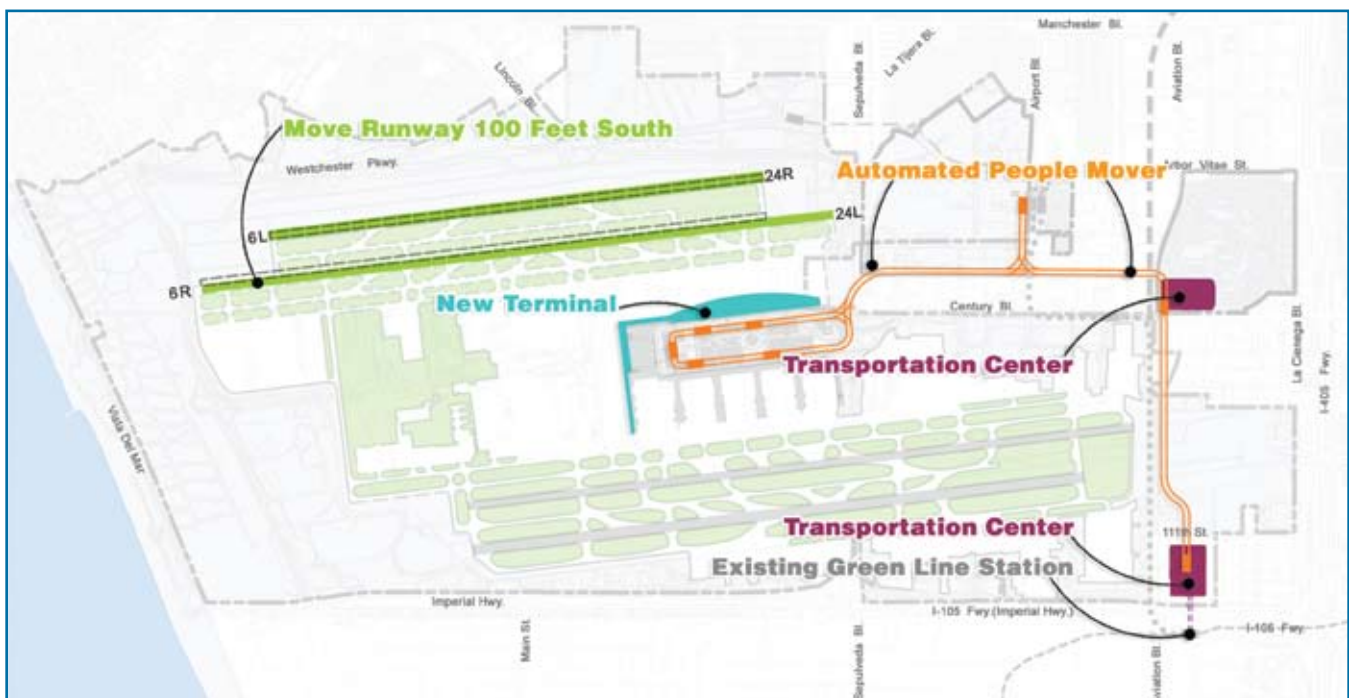 Manchester Bl.
La Tijera Bl.
Sepulveda Bl.
Airport Bl.
Aviation Bl.
Lincoln Bl.
Move Runway 100 Feet South
Westchester Pkwy.
Arbor Vitae St.
Automated People Mover
24R
24L
6L
6R
New Terminal
Century Bl.
Transportation Center
La Cienega Bl.
I-405 Fwy.
Vista Del Mar
Transportation Center
111th St.
Existing Green Line Station
Imperial Hwy.
I-105 Fwy.(Imperial Hwy.)
I-105 Fwy.
Main St.
Sepulveda Bl.
Aviation Bl.